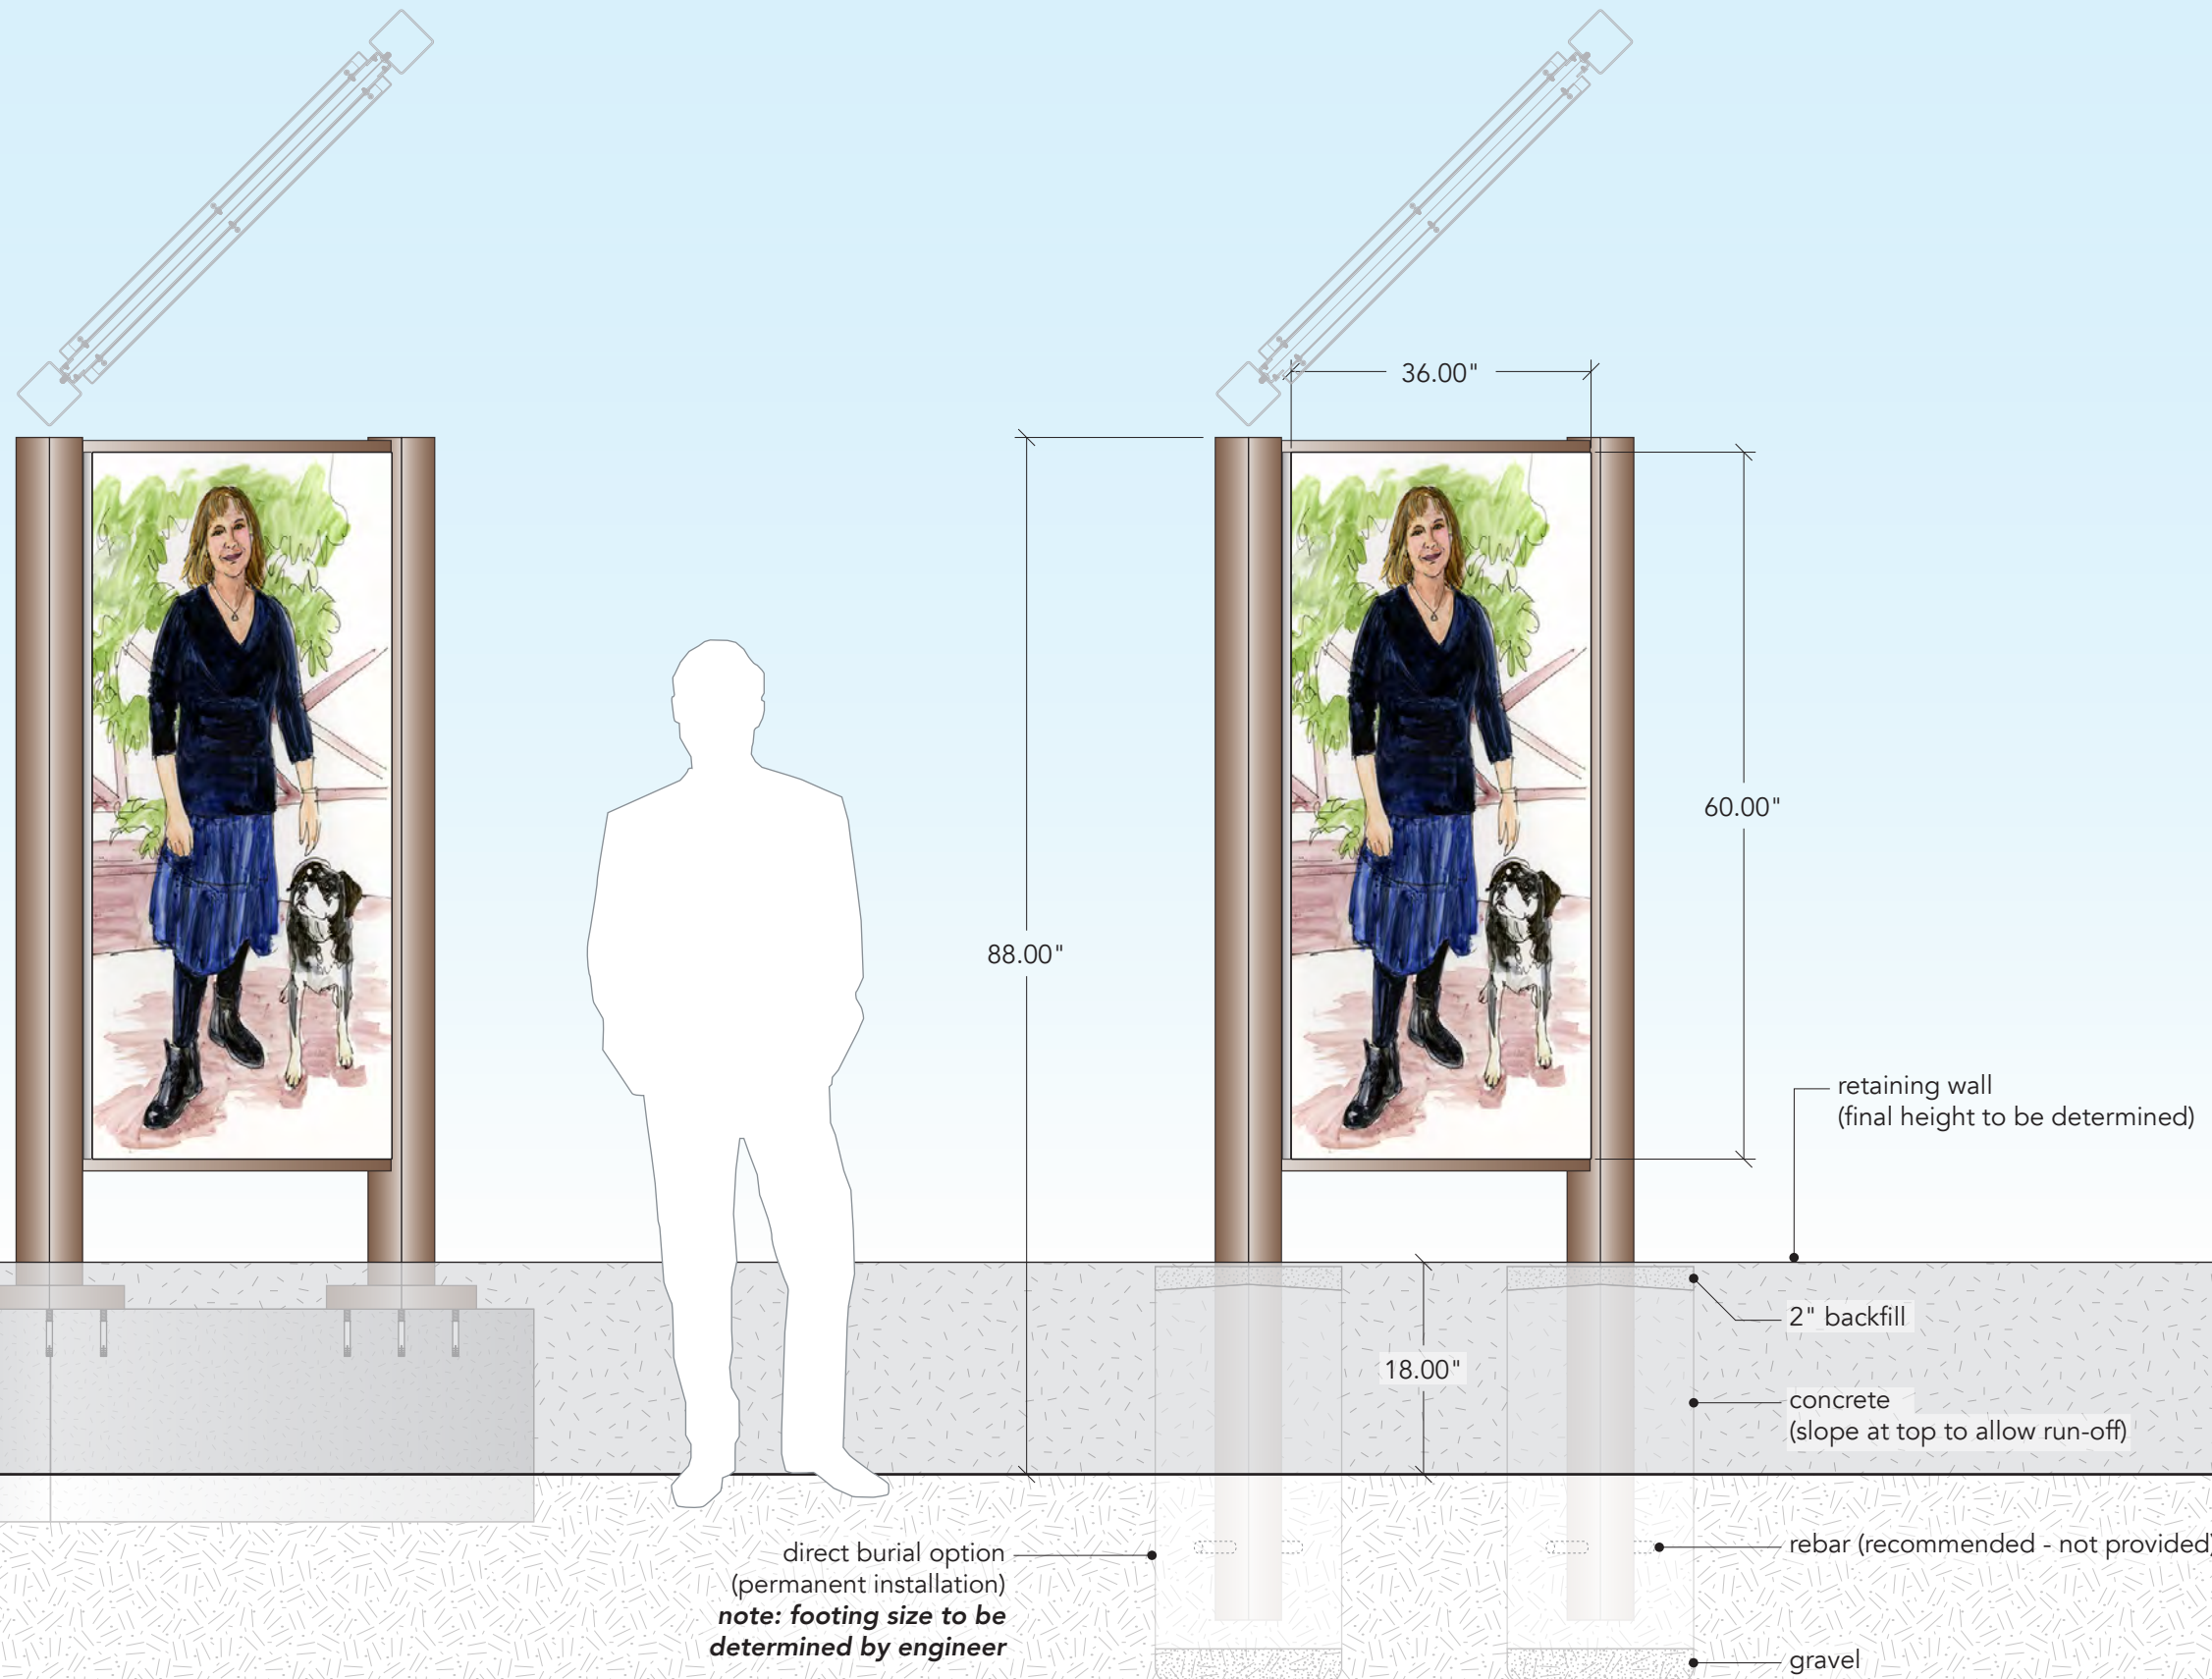 36.00"
60.00"
88.00"
retaining wall
(final height to be determined)
2" backfill
18.00"
concrete
(slope at top to allow run-off)
rebar (recommended - not provided)
direct burial option
(permanent installation)
note: footing size to be
determined by engineer
gravel